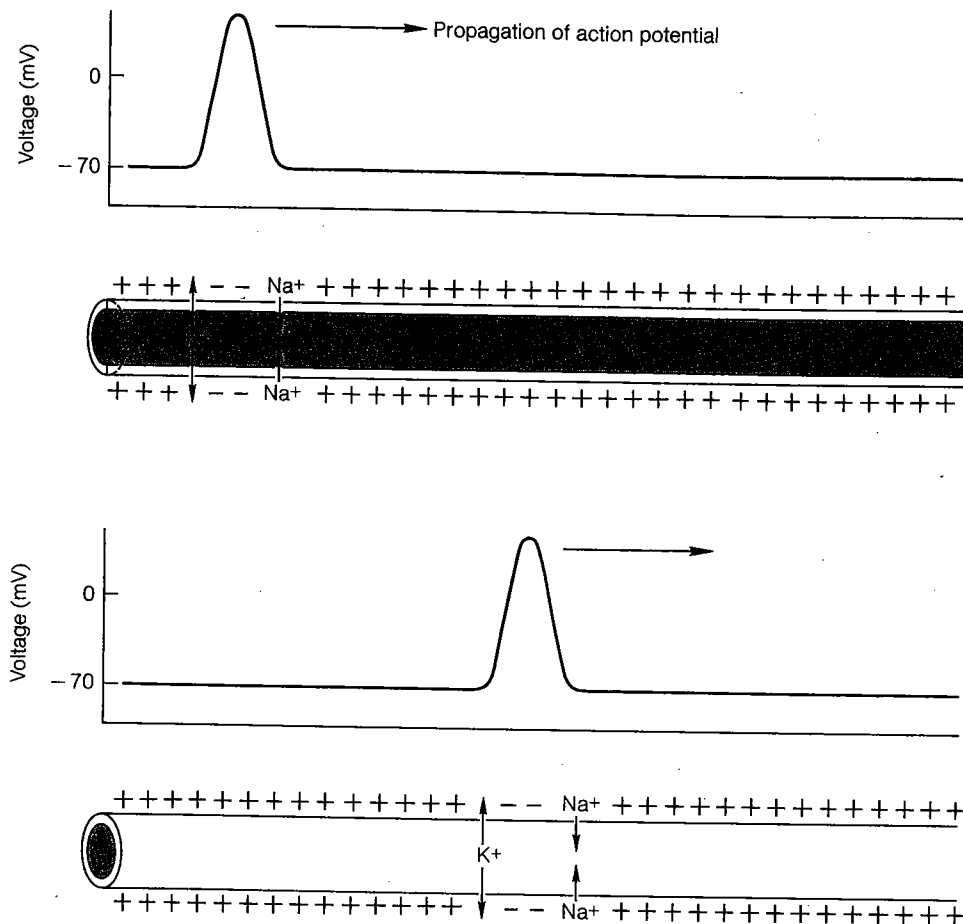 Propagation of action potential
Voltage (mV)
0
−70
+ + + − − Na+ + + + + + + + + + + + + + + + + + + + + + + + + + +
+ + + − − Na+ + + + + + + + + + + + + + + + + + + + + + + + + + +
Voltage (mV)
0
−70
+ + + + + + + + + + + + + + + − − Na+ + + + + + + + + + + + + + +
K+
+ + + + + + + + + + + + + + + − − Na+ + + + + + + + + + + + + + +